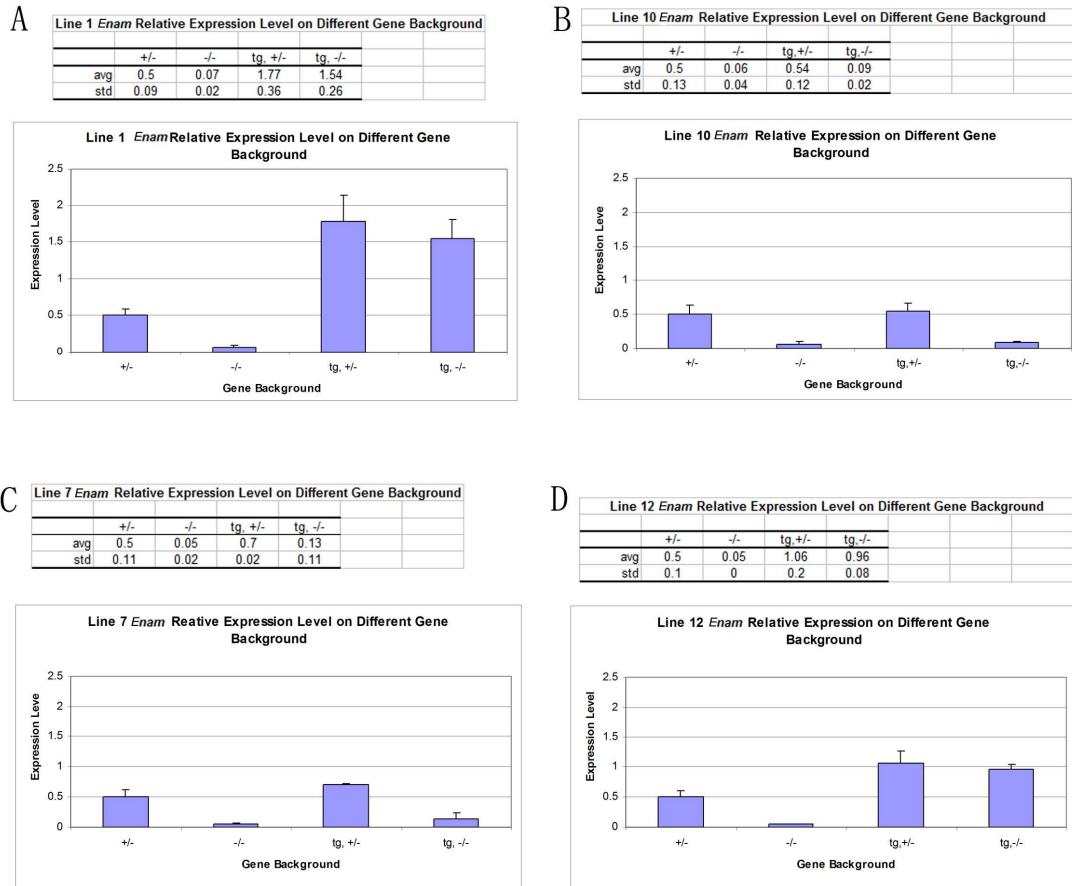 A
Line 1 Enam Relative Expression Level on Different Gene Background
+/- -/- tg, +/- tg, -/-
avg 0.5 0.07 1.77 1.54
std 0.09 0.02 0.36 0.26
Line 1 Enam Relative Expression Level on Different Gene
Background
2.5
2
1.5
1
0.5
0
Expression Level
+/- -/- tg, +/- tg, -/-
Gene Background
B
Line 10 Enam Relative Expression Level on Different Gene Background
+/- -/- tg,+/- tg,-/-
avg 0.5 0.06 0.54 0.09
std 0.13 0.04 0.12 0.02
Line 10 Enam Relative Expression on Different Gene
Background
2.5
2
1.5
1
0.5
0
Expression Leve
+/- -/- tg,+/- tg,-/-
Gene Background
C
Line 7 Enam Relative Expression Level on Different Gene Background
+/- -/- tg, +/- tg, -/-
avg 0.5 0.05 0.7 0.13
std 0.11 0.02 0.02 0.11
Line 7 Enam Reative Expression Level on Different Gene
Background
2.5
2
1.5
1
0.5
0
Expression Leve
+/- -/- tg, +/- tg, -/-
Gene Background
D
Line 12 Enam Relative Expression Level on Different Gene Background
+/- -/- tg,+/- tg,-/-
avg 0.5 0.05 1.06 0.96
std 0.1 0 0.2 0.08
Line 12 Enam Relative Expression on Different Gene
Background
2.5
2
1.5
1
0.5
0
Expression Level
+/- -/- tg,+/- tg,-/-
Gene Background